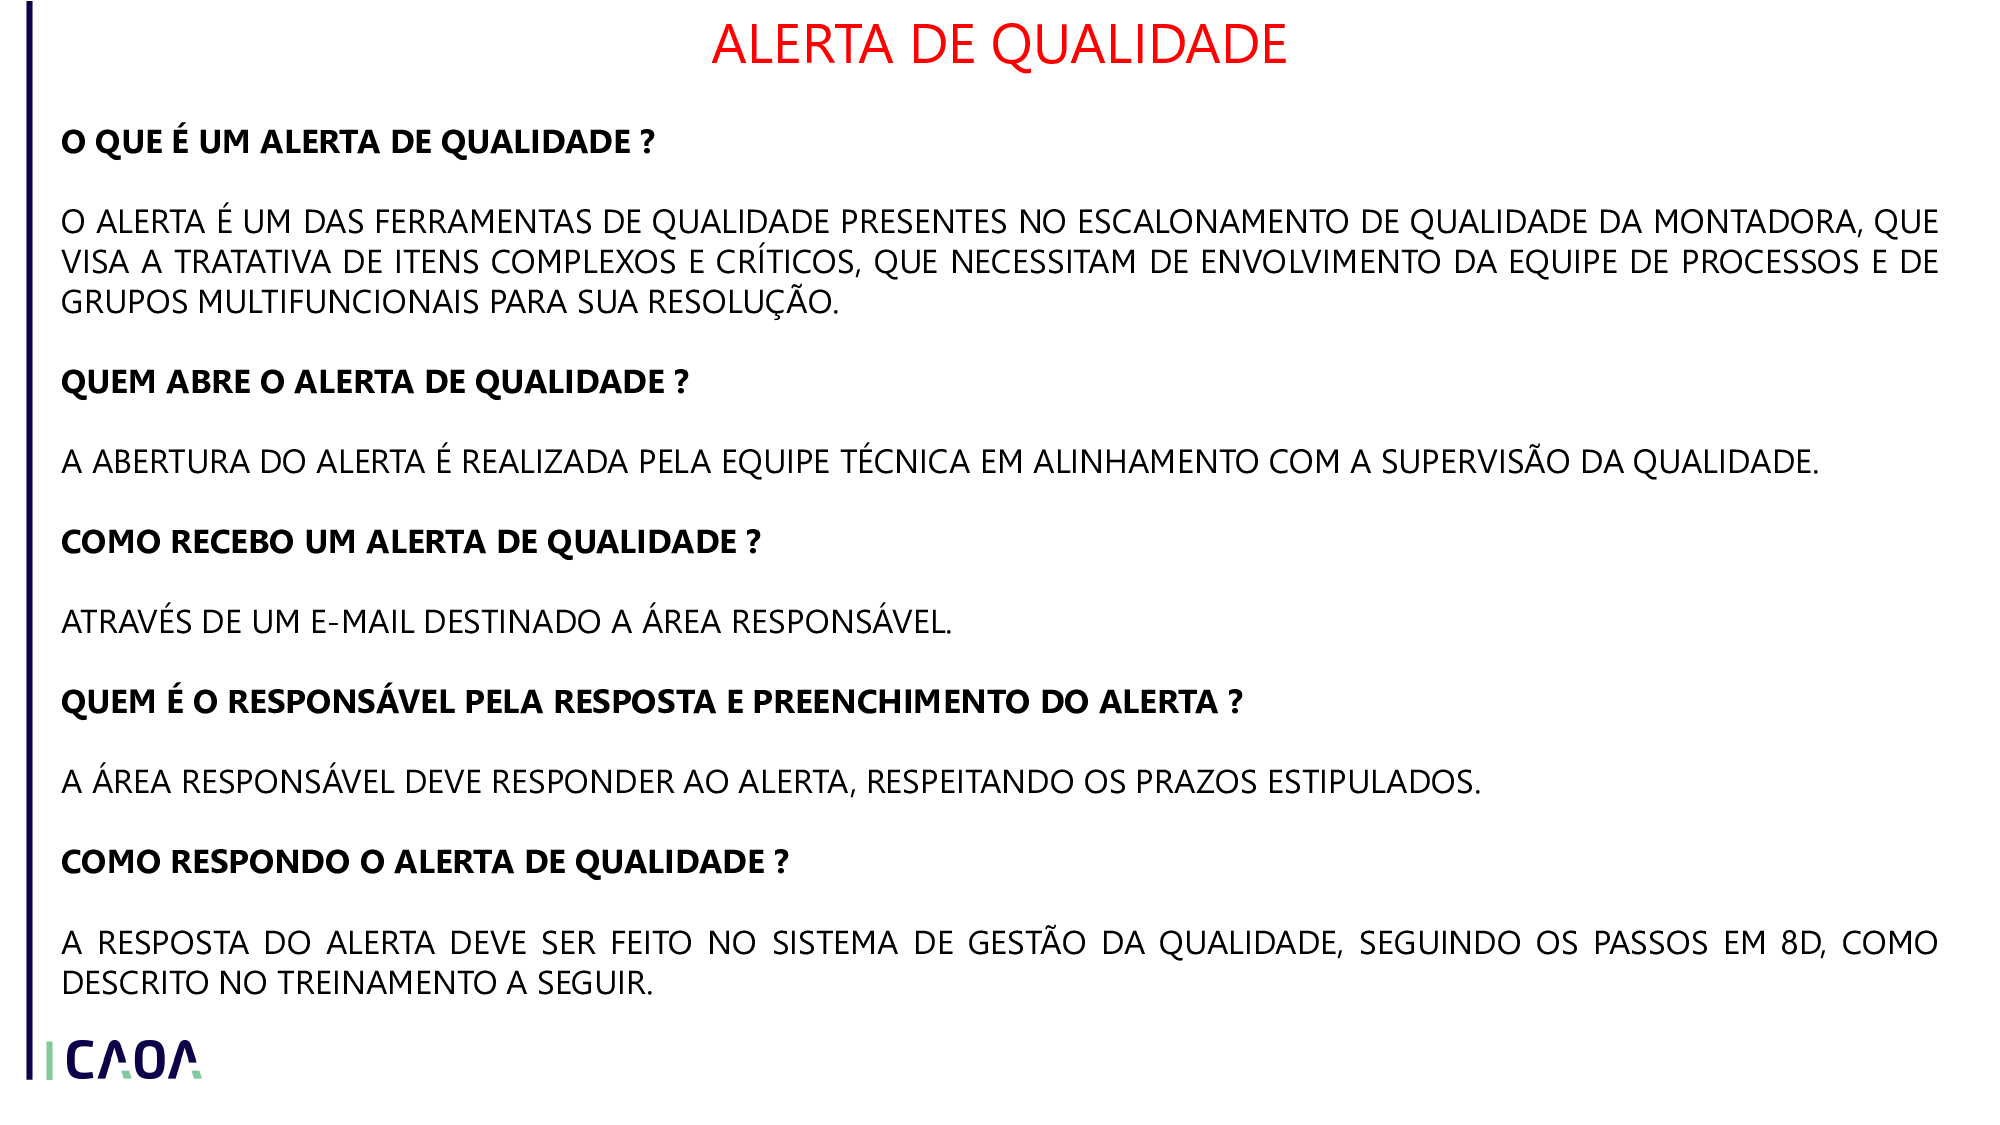 ALERTA DE QUALIDADE
O QUE É UM ALERTA DE QUALIDADE ?
O ALERTA É UM DAS FERRAMENTAS DE QUALIDADE PRESENTES NO ESCALONAMENTO DE QUALIDADE DA MONTADORA, QUE
VISA A TRATATIVA DE ITENS COMPLEXOS E CRÍTICOS, QUE NECESSITAM DE ENVOLVIMENTO DA EQUIPE DE PROCESSOS E DE
GRUPOS MULTIFUNCIONAIS PARA SUA RESOLUÇÃO.
QUEM ABRE O ALERTA DE QUALIDADE ?
A ABERTURA DO ALERTA É REALIZADA PELA EQUIPE TÉCNICA EM ALINHAMENTO COM A SUPERVISÃO DA QUALIDADE.
COMO RECEBO UM ALERTA DE QUALIDADE ?
ATRAVÉS DE UM E-MAIL DESTINADO A ÁREA RESPONSÁVEL.
QUEM É O RESPONSÁVEL PELA RESPOSTA E PREENCHIMENTO DO ALERTA ?
A ÁREA RESPONSÁVEL DEVE RESPONDER AO ALERTA, RESPEITANDO OS PRAZOS ESTIPULADOS.
COMO RESPONDO O ALERTA DE QUALIDADE ?
A RESPOSTA DO ALERTA DEVE SER FEITO NO SISTEMA DE GESTÃO DA QUALIDADE, SEGUINDO OS PASSOS EM 8D, COMO
DESCRITO NO TREINAMENTO A SEGUIR.
CAOA